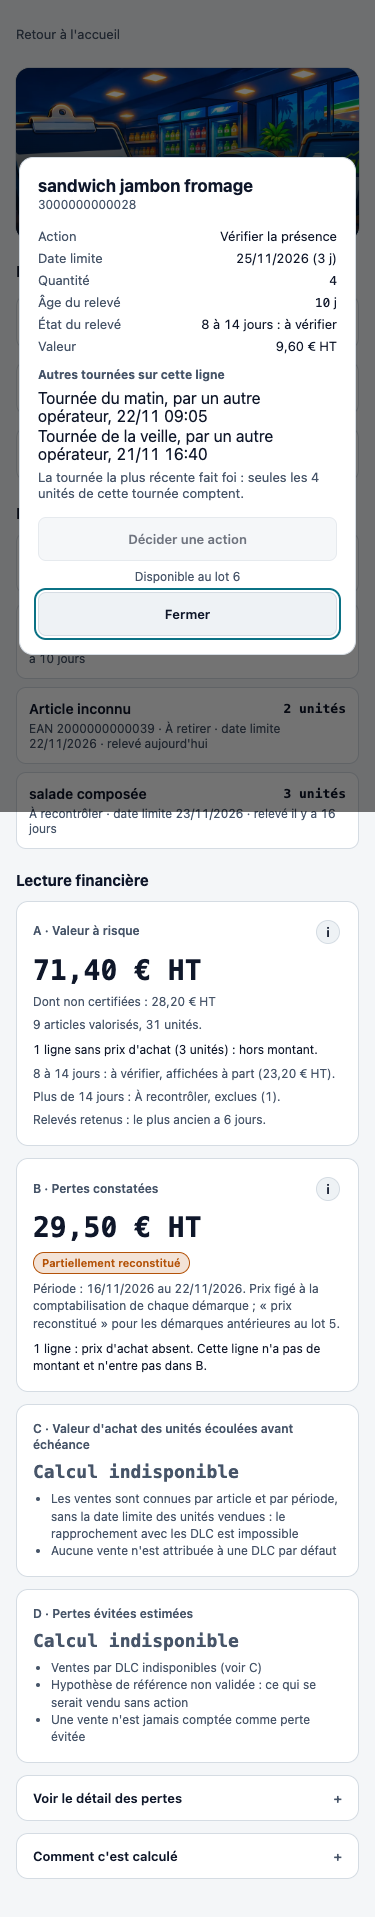 Retour à l'accueil
sandwich jambon fromage
3000000000028
Action Vérifier la présence
Date limite 25/11/2026 (3 j)
Quantité 4
Âge du relevé 10 j
État du relevé 8 à 14 jours : à vérifier
Valeur 9,60 € HT
Autres tournées sur cette ligne
Tournée du matin, par un autre
opérateur, 22/11 09:05
Tournée de la veille, par un autre
opérateur, 21/11 16:40
La tournée la plus récente fait foi : seules les 4
unités de cette tournée comptent.
Décider une action
Disponible au lot 6
Fermer
a 10 jours
Article inconnu 2 unités
EAN 2000000000039 · À retirer · date limite
22/11/2026 · relevé aujourd'hui
salade composée 3 unités
À recontrôler · date limite 23/11/2026 · relevé il y a 16
jours
Lecture financière
A · Valeur à risque i
71,40 € HT
Dont non certifiées : 28,20 € HT
9 articles valorisés, 31 unités.
1 ligne sans prix d'achat (3 unités) : hors montant.
8 à 14 jours : à vérifier, affichées à part (23,20 € HT).
Plus de 14 jours : À recontrôler, exclues (1).
Relevés retenus : le plus ancien a 6 jours.
B · Pertes constatées i
29,50 € HT
Partiellement reconstitué
Période : 16/11/2026 au 22/11/2026. Prix figé à la
comptabilisation de chaque démarque ; « prix
reconstitué » pour les démarques antérieures au lot 5.
1 ligne : prix d'achat absent. Cette ligne n'a pas de
montant et n'entre pas dans B.
C · Valeur d'achat des unités écoulées avant
échéance
Calcul indisponible
• Les ventes sont connues par article et par période,
sans la date limite des unités vendues : le
rapprochement avec les DLC est impossible
• Aucune vente n'est attribuée à une DLC par défaut
D · Pertes évitées estimées
Calcul indisponible
• Ventes par DLC indisponibles (voir C)
• Hypothèse de référence non validée : ce qui se
serait vendu sans action
• Une vente n'est jamais comptée comme perte
évitée
Voir le détail des pertes +
Comment c'est calculé +